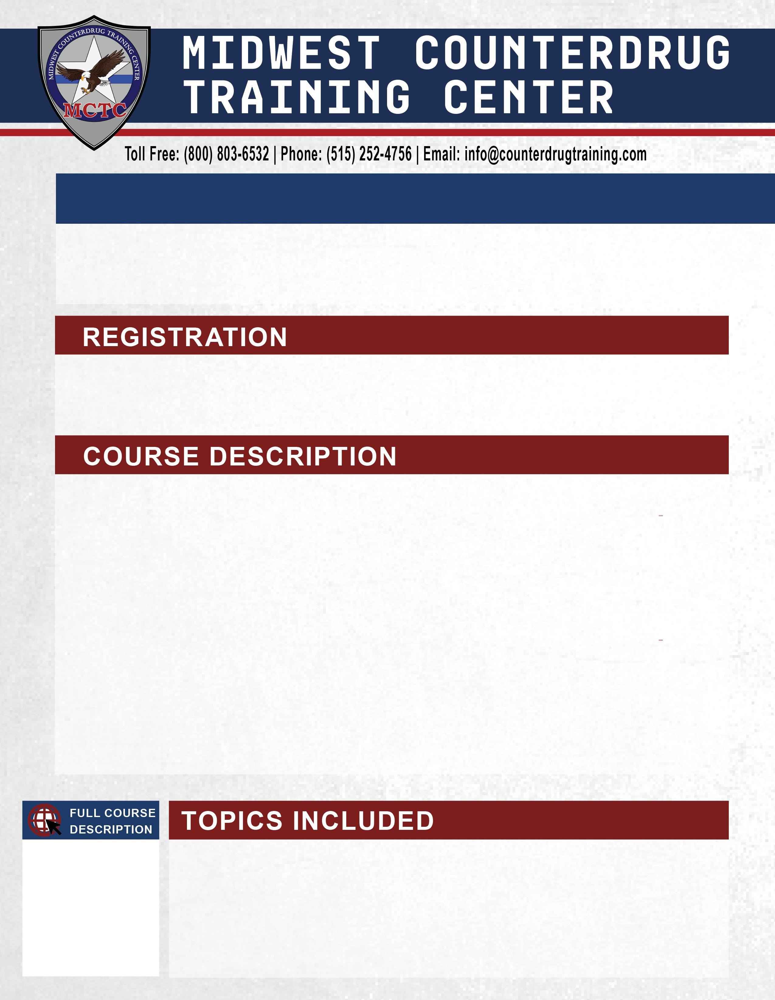 MIDWEST COUNTERDRUG TRAINING CENTER
MCTC
MIDWEST COUNTERDRUG
TRAINING CENTER
Toll Free: (800) 803-6532 | Phone: (515) 252-4756 | Email: info@counterdrugtraining.com
REGISTRATION
COURSE DESCRIPTION
FULL COURSE
DESCRIPTION
TOPICS INCLUDED